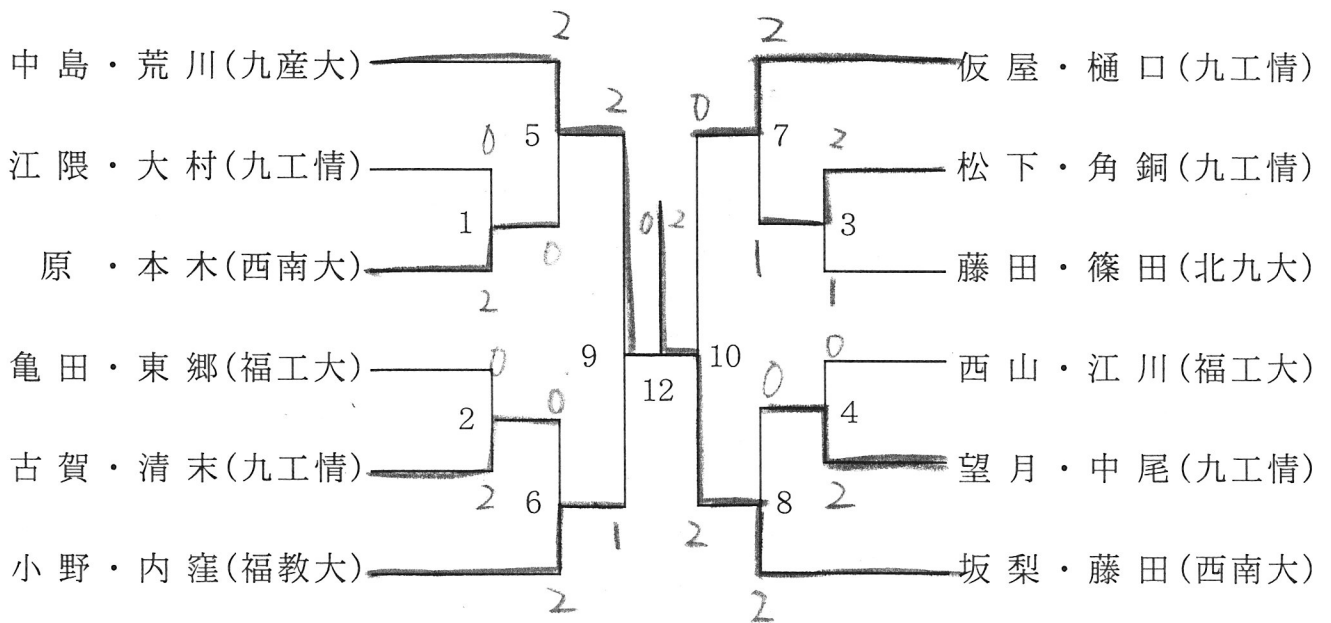 2 2
中島・荒川(九産大) 仮屋・樋口(九工情)
2 0
0 5 7 2
江隈・大村(九工情) 松下・角銅(九工情)
1 0 2 3
原・本木(西南大) 0 1 藤田・篠田(北九大)
2 1
亀田・東郷(福工大) 0 9 10 0 西山・江川(福工大)
0 12 0
2 4
古賀・清末(九工情) 望月・中尾(九工情)
2 6 8 2
1 2
小野・内窪(福教大) 坂梨・藤田(西南大)
2 2